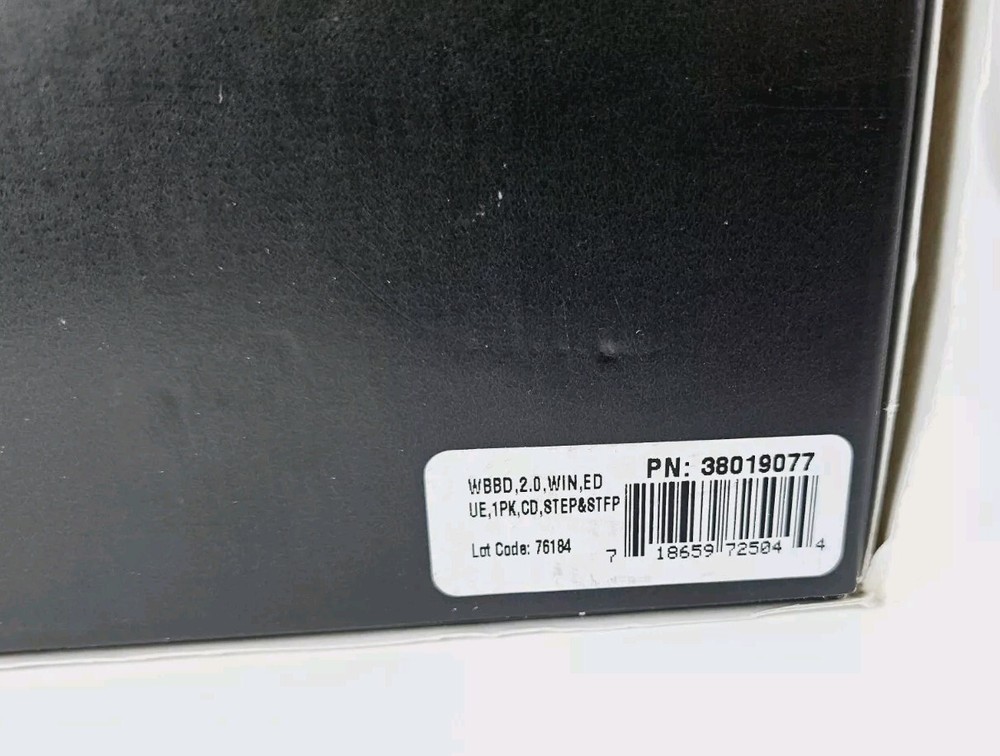 PN: 38019077
WBBD,2.0,WIN,ED
UE,1PK,CD,STEP&STFP
Lot Code: 76184
7 18659 72504 4